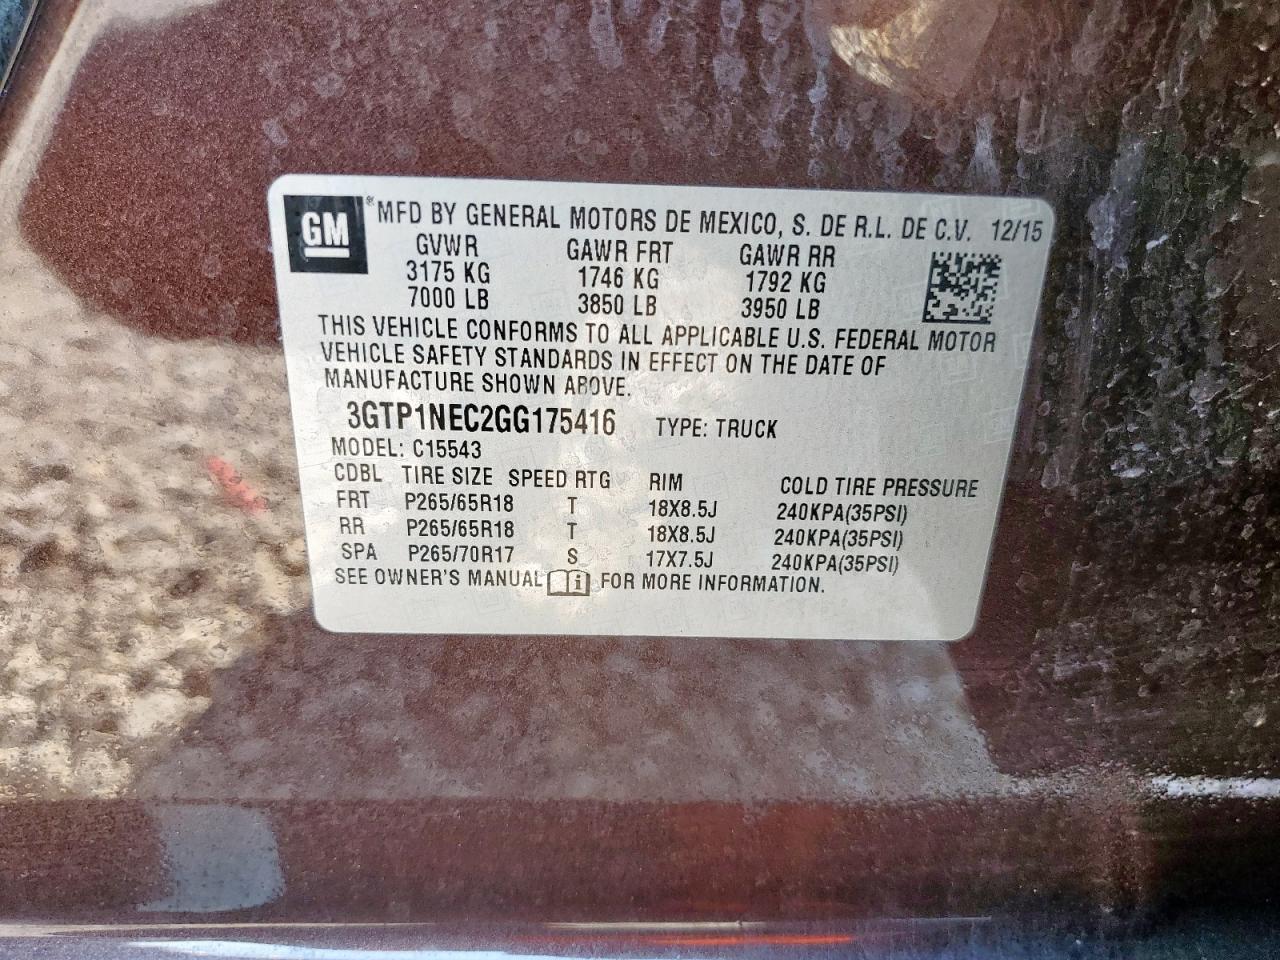 GM ® MFD BY GENERAL MOTORS DE MEXICO, S. DE R.L. DE C.V. 12/15
GVWR GAWR FRT GAWR RR
3175 KG 1746 KG 1792 KG
7000 LB 3850 LB 3950 LB
THIS VEHICLE CONFORMS TO ALL APPLICABLE U.S. FEDERAL MOTOR
VEHICLE SAFETY STANDARDS IN EFFECT ON THE DATE OF
MANUFACTURE SHOWN ABOVE.
3GTP1NEC2GG175416 TYPE: TRUCK
MODEL: C15543
CDBL TIRE SIZE SPEED RTG RIM COLD TIRE PRESSURE
FRT P265/65R18 T 18X8.5J 240KPA(35PSI)
RR P265/65R18 T 18X8.5J 240KPA(35PSI)
SPA P265/70R17 S 17X7.5J 240KPA(35PSI)
SEE OWNER'S MANUAL i FOR MORE INFORMATION.